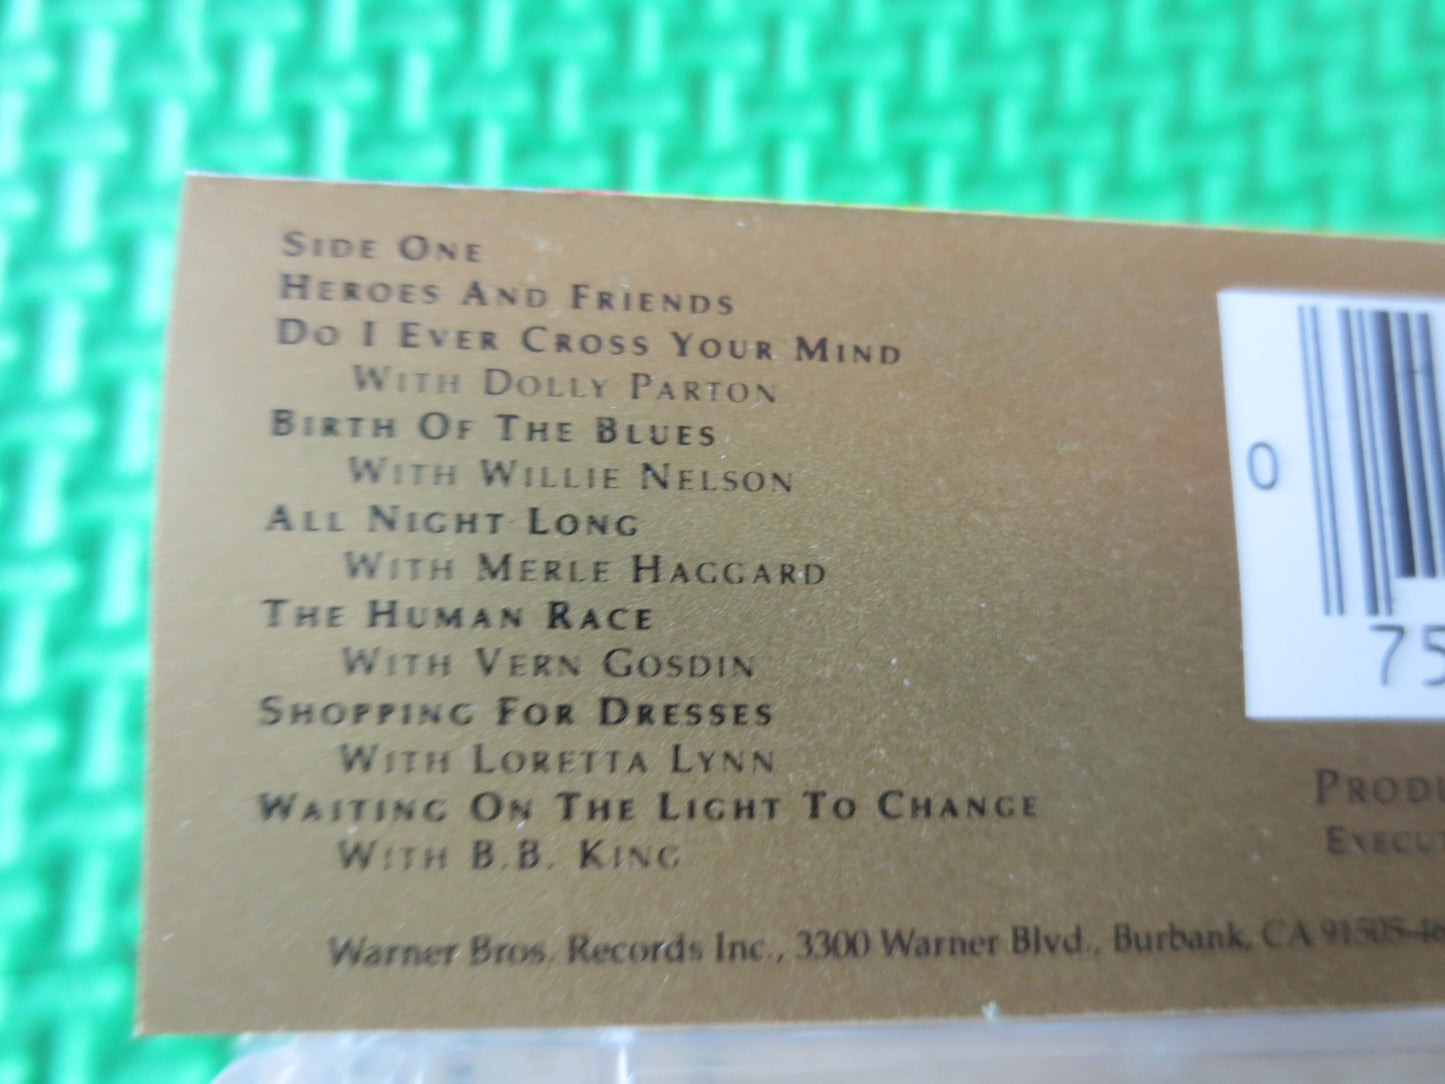 Side One
Heroes And Friends
Do I Ever Cross Your Mind
With Dolly Parton
Birth Of The Blues
With Willie Nelson
All Night Long
With Merle Haggard
The Human Race
With Vern Gosdin
Shopping For Dresses
With Loretta Lynn
Waiting On The Light To Change
With B.B. King
Warner Bros. Records Inc., 3300 Warner Blvd., Burbank, CA
0
75